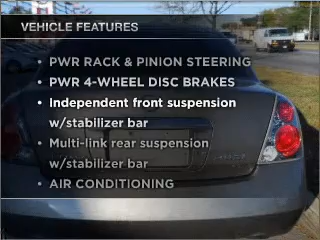 VEHICLE FEATURES
• PWR RACK & PINION STEERING
• PWR 4-WHEEL DISC BRAKES
• Independent front suspension
w/stabilizer bar
• Multi-link rear suspension
w/stabilizer bar
• AIR CONDITIONING